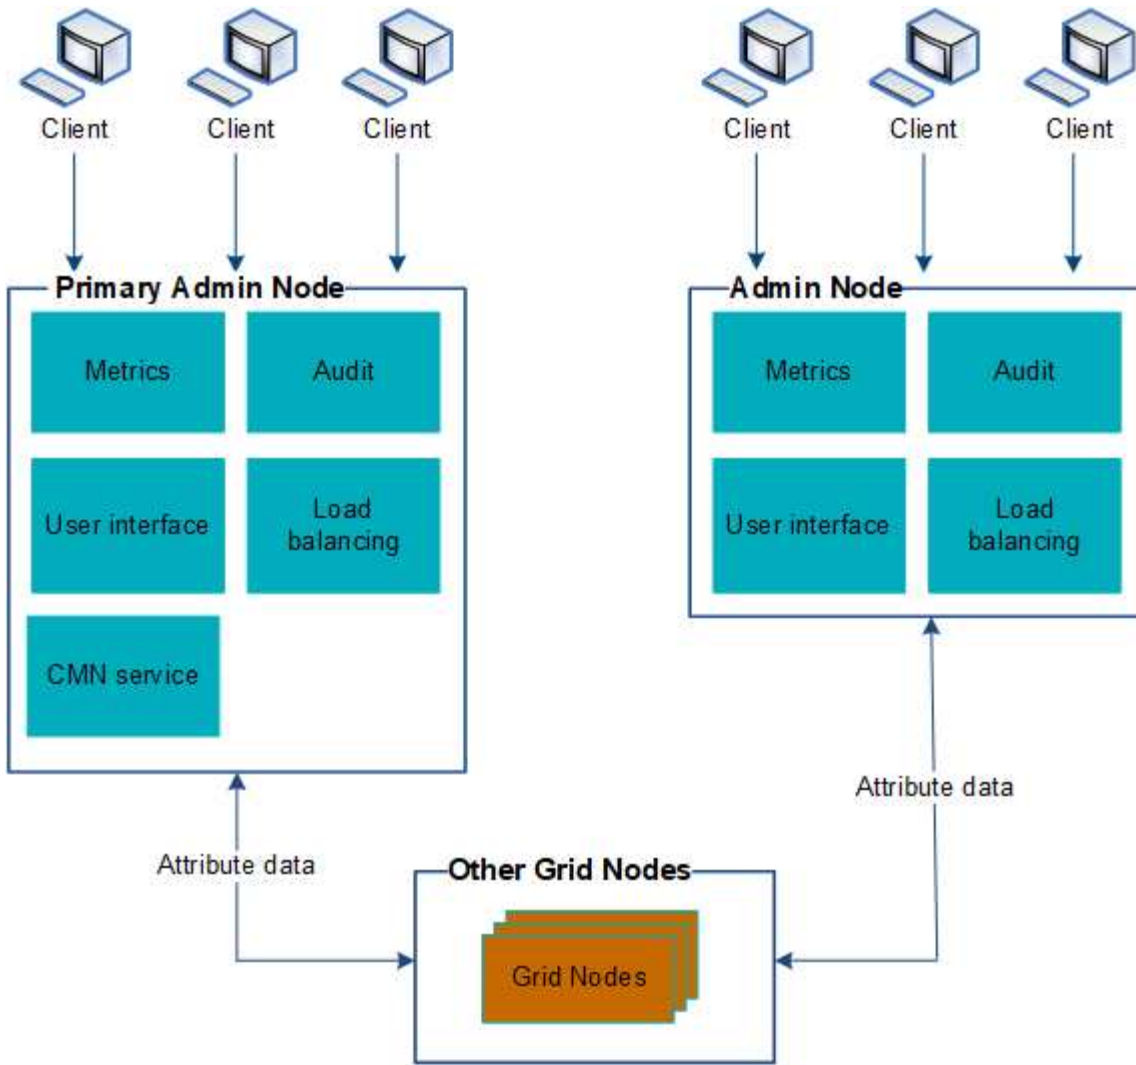 Client Client Client Client Client Client
Primary Admin Node
Metrics
Audit
User interface
Load
balancing
CMN service
Admin Node
Metrics
Audit
User interface
Load
balancing
Attribute data
Attribute data
Other Grid Nodes
Grid Nodes